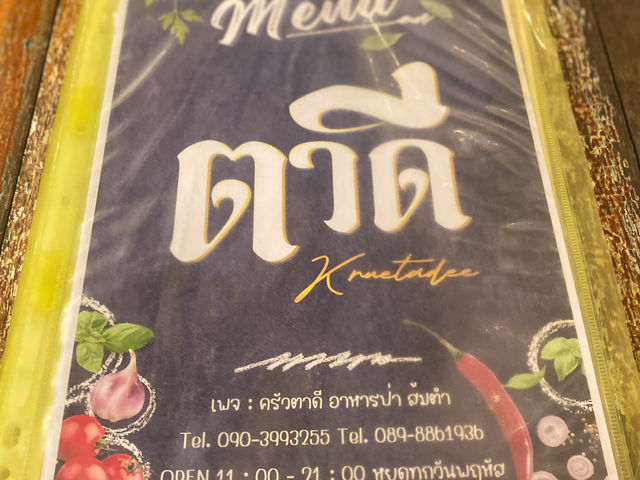 Menu
ตาดี
Kruetadee
เพจ : ครัวตาดี อาหารป่า ส้มตำ
Tel. 090-3993255 Tel. 089-8861936
OPEN 11 : 00 - 21 : 00 หยุดทุกวันพฤหัส